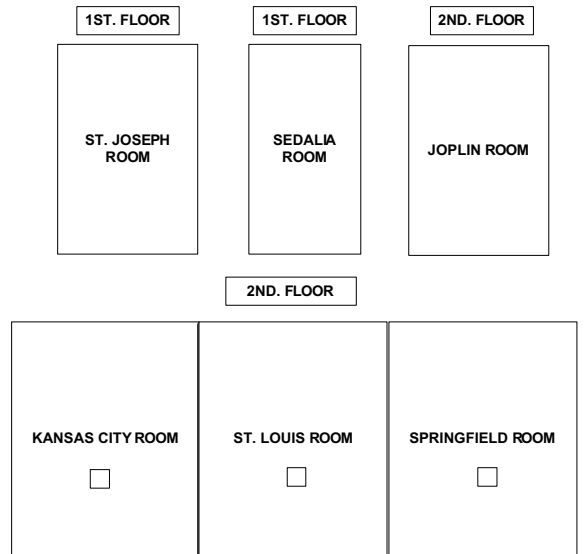 1ST. FLOOR
1ST. FLOOR
2ND. FLOOR
ST. JOSEPH
ROOM
SEDALIA
ROOM
JOPLIN ROOM
2ND. FLOOR
KANSAS CITY ROOM
ST. LOUIS ROOM
SPRINGFIELD ROOM